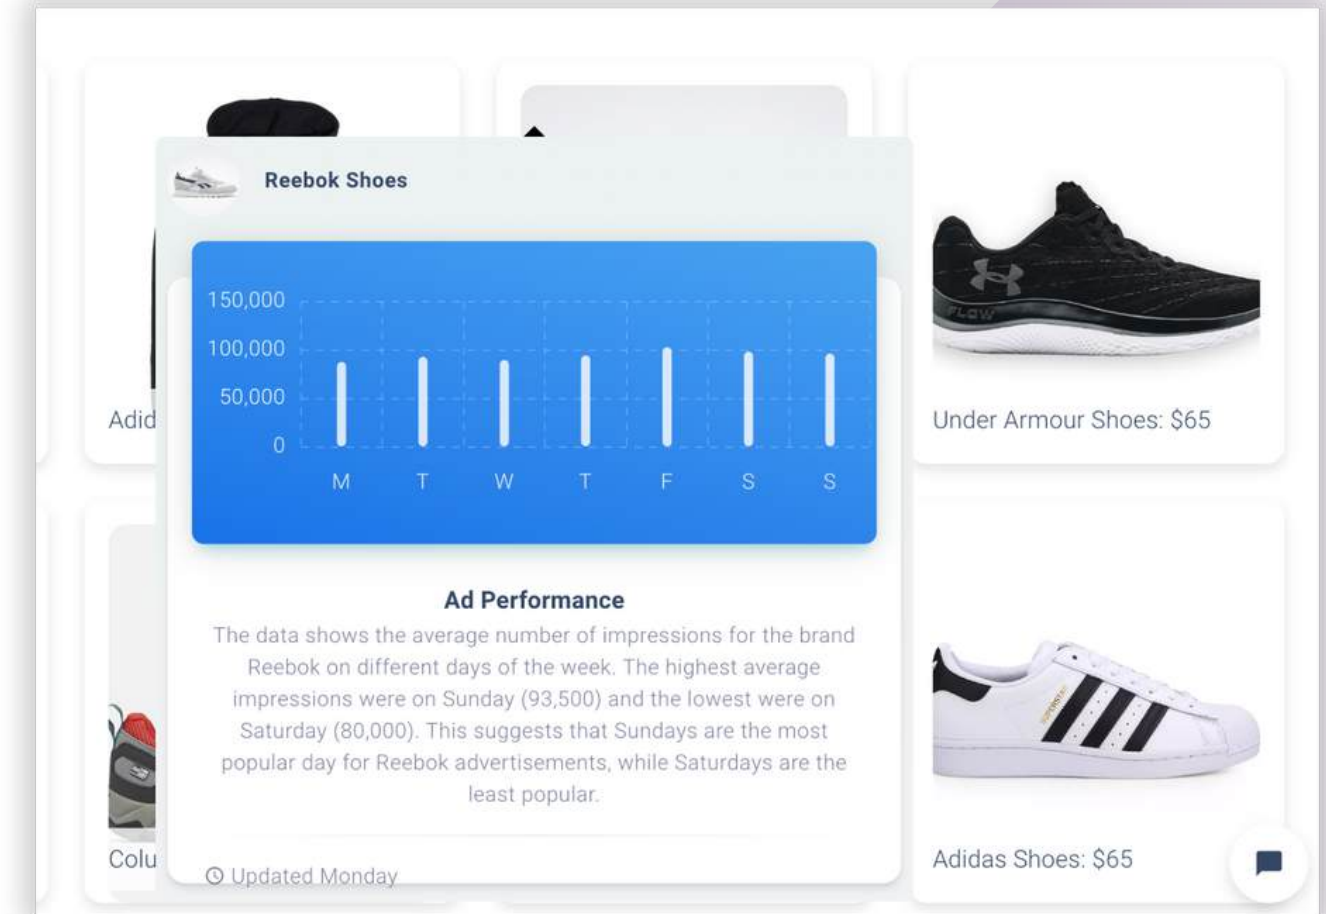 Reebok Shoes
150,000
100,000
50,000
0
M T W T F S S
Ad Performance
The data shows the average number of impressions for the brand
Reebok on different days of the week. The highest average
impressions were on Sunday (93,500) and the lowest were on
Saturday (80,000). This suggests that Sundays are the most
popular day for Reebok advertisements, while Saturdays are the
least popular.
Updated Monday
Adid
FLOW
Under Armour Shoes: $65
Colu
SUPERSTAR
Adidas Shoes: $65